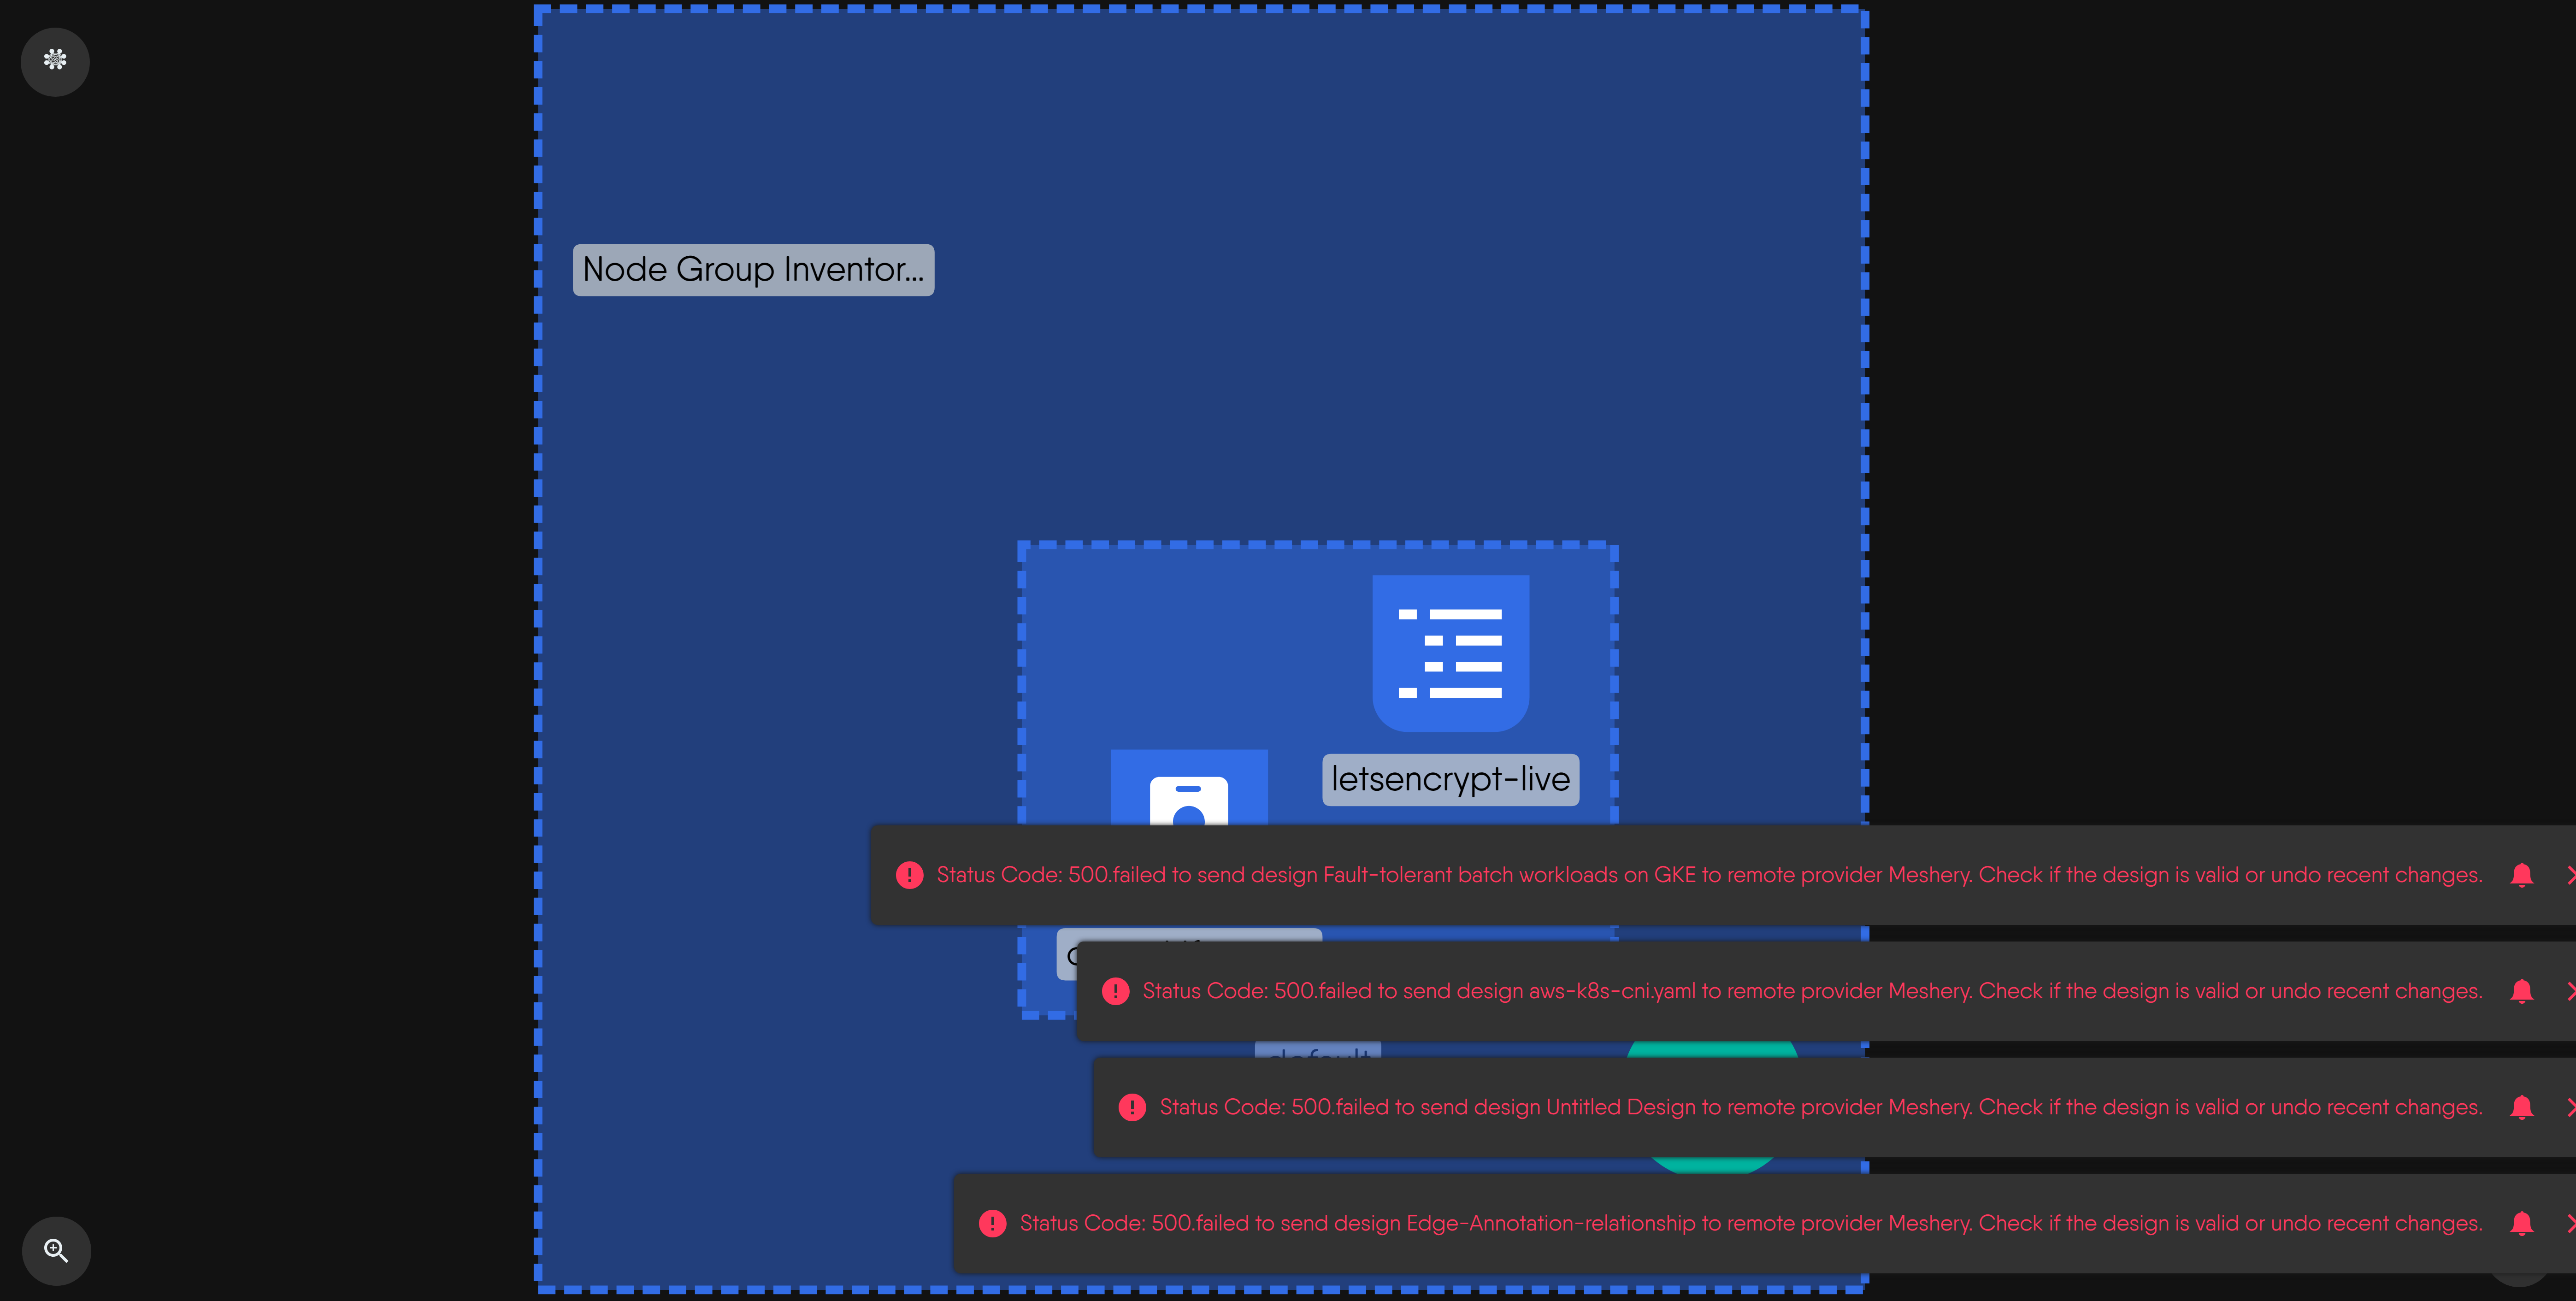 Node Group Inventor...
letsencrypt-live
Status Code: 500.failed to send design Fault-tolerant batch workloads on GKE to remote provider Meshery. Check if the design is valid or undo recent changes.
Status Code: 500.failed to send design aws-k8s-cni.yaml to remote provider Meshery. Check if the design is valid or undo recent changes.
default
Status Code: 500.failed to send design Untitled Design to remote provider Meshery. Check if the design is valid or undo recent changes.
Status Code: 500.failed to send design Edge-Annotation-relationship to remote provider Meshery. Check if the design is valid or undo recent changes.